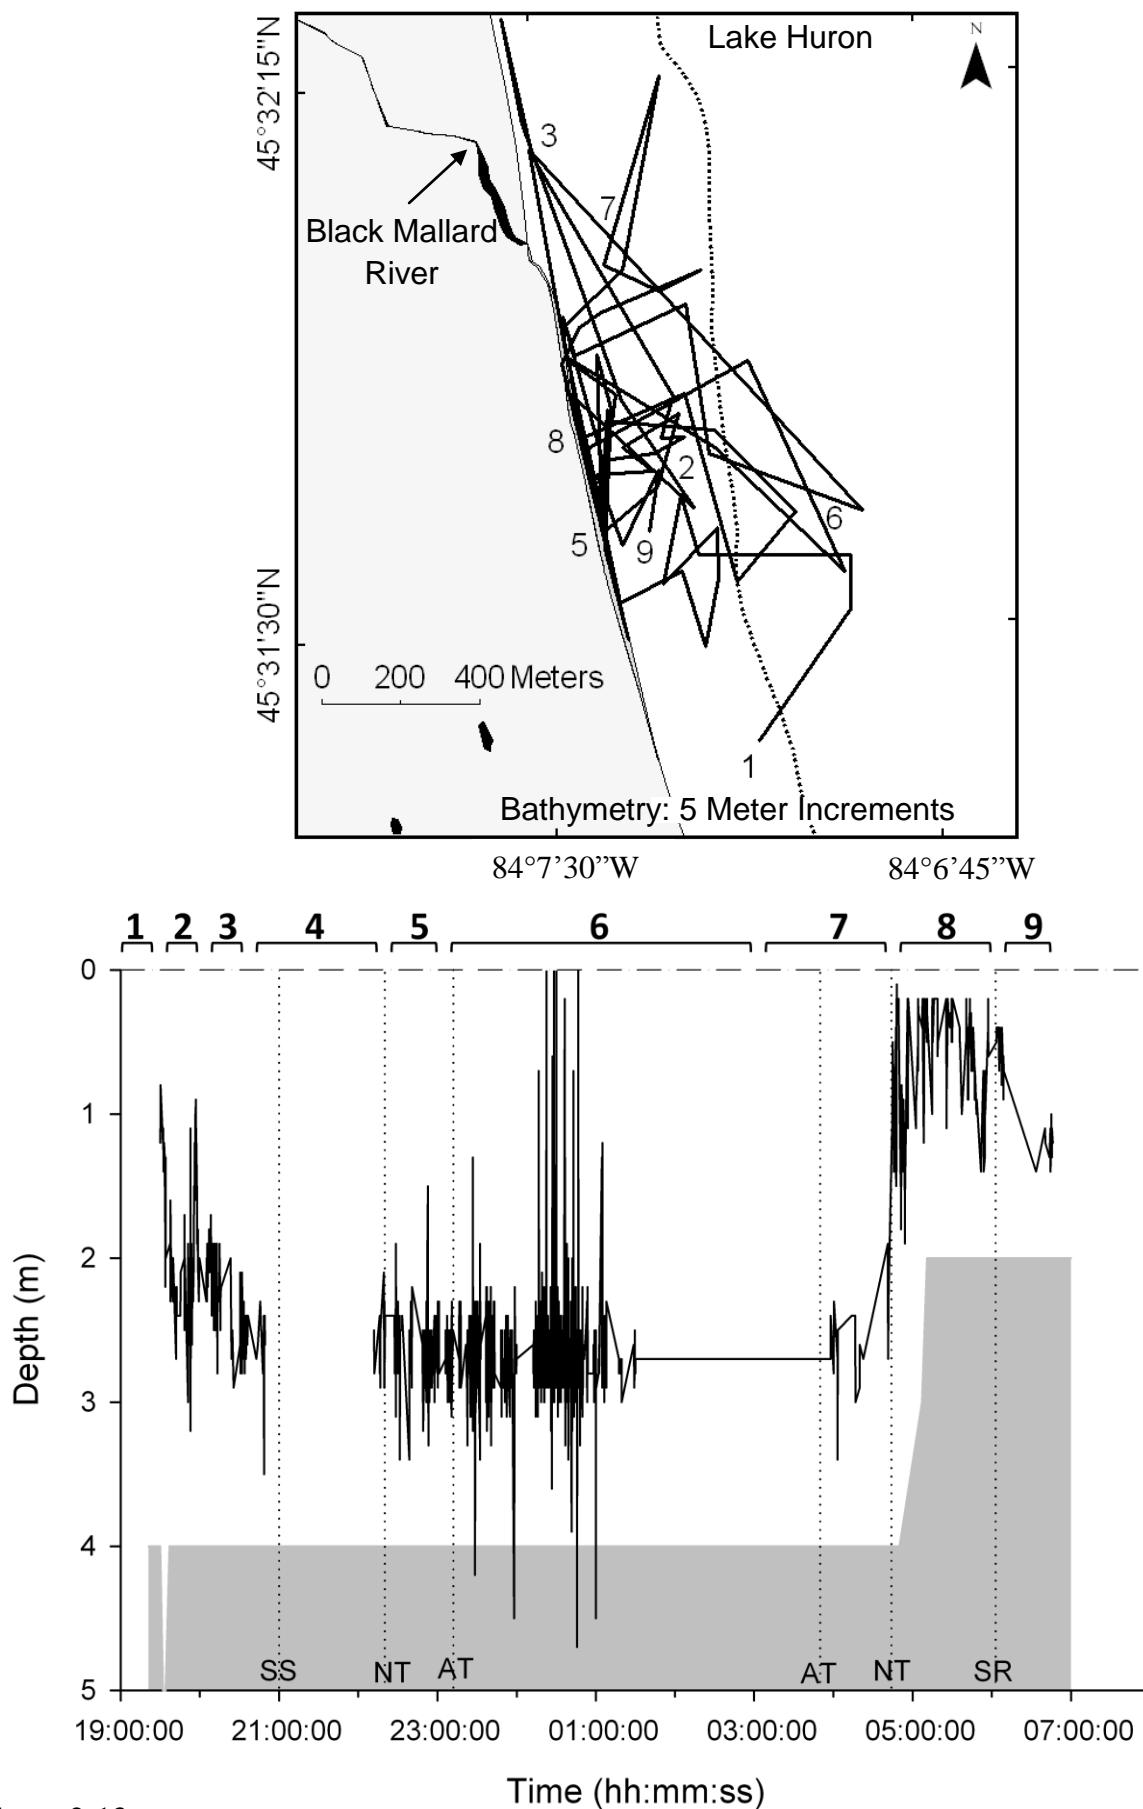 Lake Huron
N
45°32'15"N
3
7
Black Mallard
River
8
2
6
5
9
45°31'30"N
0 200 400 Meters
1
Bathymetry: 5 Meter Increments
84°7'30”W 84°6'45”W
1 2 3 4 5 6 7 8 9
0
1
2
Depth (m)
3
4
SS NT AT AT NT SR
5
19:00:00 21:00:00 23:00:00 01:00:00 03:00:00 05:00:00 07:00:00
Time (hh:mm:ss)